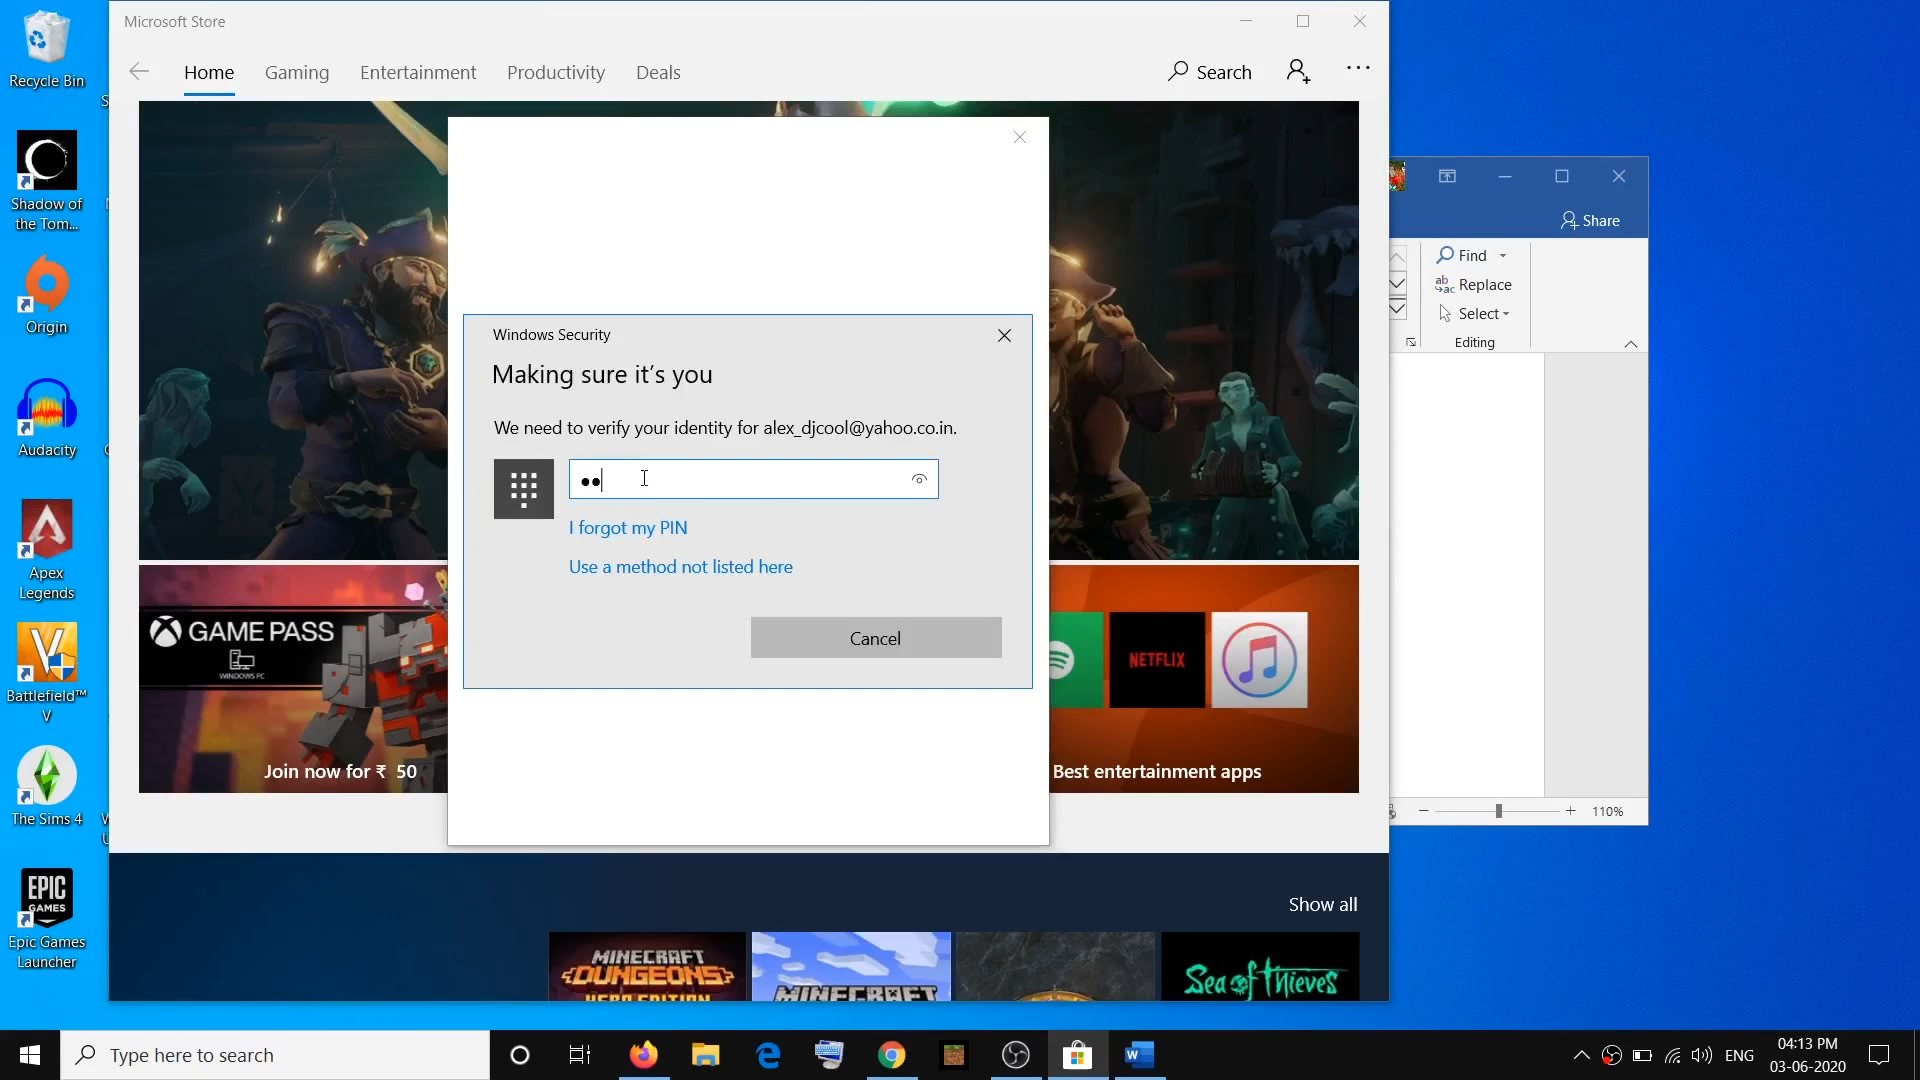 Recycle Bin
Shadow of
the Tom...
Origin
Audacity
Apex
Legends
Battlefield™
V
The Sims 4
EPIC
GAMES
Epic Games
Launcher
Microsoft Store
Home
Gaming
Entertainment
Productivity
Deals
Search
Windows Security
Making sure it's you
We need to verify your identity for alex_djcool@yahoo.co.in.
I forgot my PIN
Use a method not listed here
Cancel
GAME PASS
WINDOWS PC
Join now for ₹ 50
NETFLIX
Best entertainment apps
Show all
MINECRAFT
DUNGEONS
HERO EDITION
MINECRAFT
Sea of Thieves
Share
Find
Replace
Select
Editing
110%
Type here to search
ENG
04:13 PM
03-06-2020